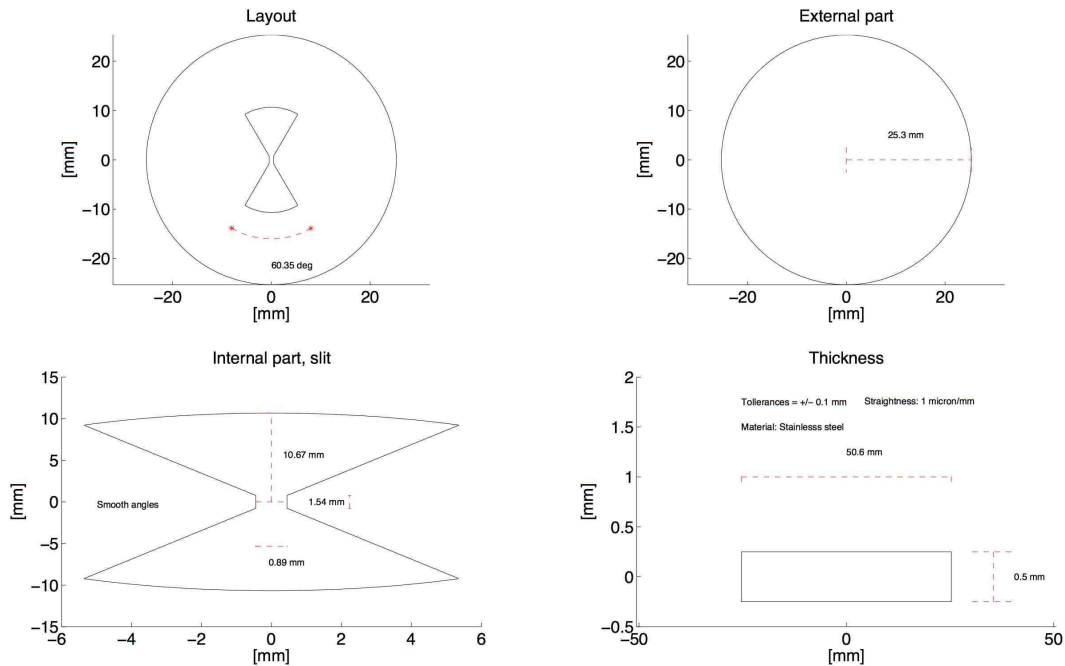 Layout
[mm]
20
10
0
−10
−20
60.35 deg
−20
0
20
[mm]
External part
[mm]
20
10
0
−10
−20
25.3 mm
−20
0
20
[mm]
Internal part, slit
[mm]
15
10
5
0
−5
−10
−15
10.67 mm
1.54 mm
Smooth angles
0.89 mm
−6
−4
−2
0
2
4
6
[mm]
Thickness
[mm]
2
1.5
1
0.5
0
−0.5
Tollerances = +/− 0.1 mm Straightness: 1 micron/mm
Material: Stainlesss steel
50.6 mm
0.5 mm
−50
0
50
[mm]